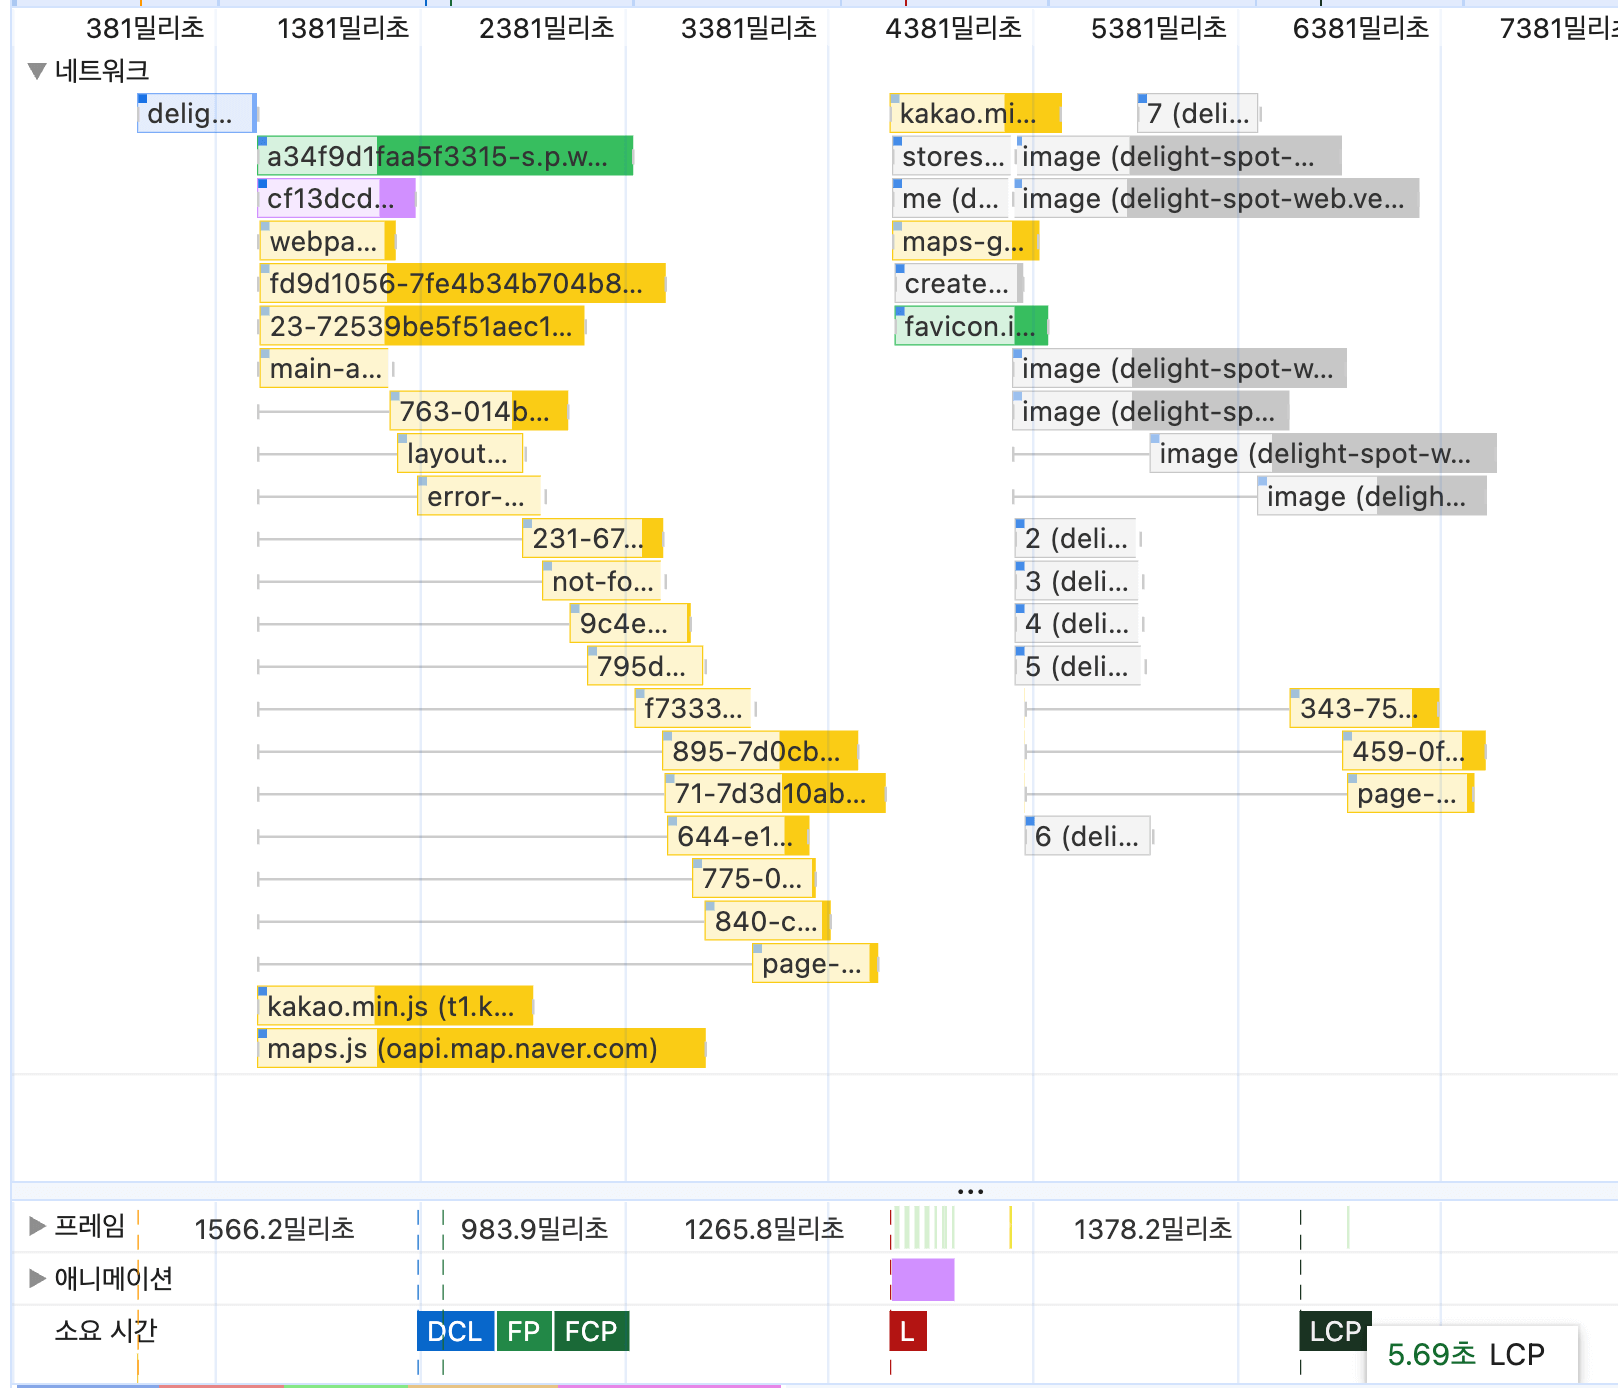 381밀리초 1381밀리초 2381밀리초 3381밀리초 4381밀리초 5381밀리초 6381밀리초 7381밀리초
네트워크
delig... kakao.mi... 7 (deli...
a34f9d1faa5f3315-s.p.w... stores... image (delight-spot-...
cf13dcd... me (d... image (delight-spot-web.ve...
webpa... maps-g...
fd9d1056-7fe4b34b704b8... create...
23-72539be5f51aec1... favicon.i...
main-a... image (delight-spot-w...
763-014b... image (delight-sp...
layout... image (delight-spot-w...
error-... image (deligh...
231-67... 2 (deli...
not-fo... 3 (deli...
9c4e... 4 (deli...
795d... 5 (deli...
f7333... 343-75...
895-7d0cb... 459-0f...
71-7d3d10ab... page-...
644-e1... 6 (deli...
775-0...
840-c...
page-...
kakao.min.js (t1.k...
maps.js (oapi.map.naver.com)
...
프레임 1566.2밀리초 983.9밀리초 1265.8밀리초 1378.2밀리초
애니메이션
소요 시간 DCL FP FCP L LCP
5.69초 LCP